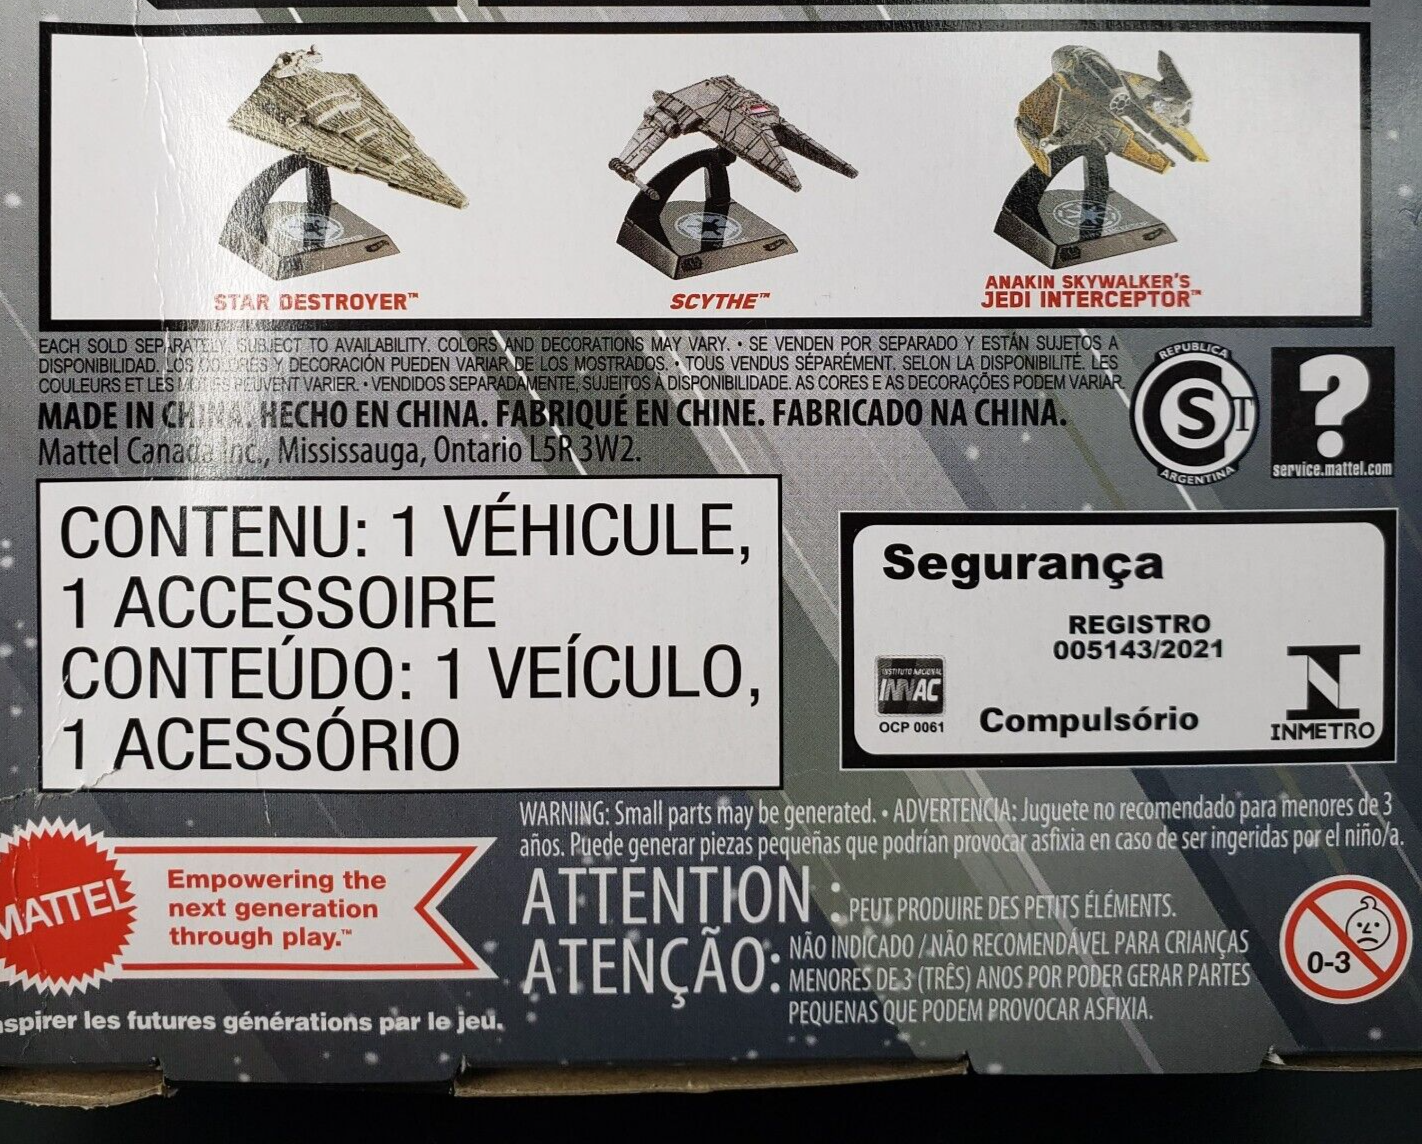 STAR DESTROYER™
SCYTHE™
ANAKIN SKYWALKER'S
JEDI INTERCEPTOR™
EACH SOLD SEPARATELY. SUBJECT TO AVAILABILITY. COLORS AND DECORATIONS MAY VARY. • SE VENDEN POR SEPARADO Y ESTÁN SUJETOS A
DISPONIBILIDAD. LOS COLORES Y DECORACIÓN PUEDEN VARIAR DE LOS MOSTRADOS. • TOUS VENDUS SÉPARÉMENT. SELON LA DISPONIBILITÉ. LES
COULEURS ET LES MOTIFS PEUVENT VARIER. • VENDIDOS SEPARADAMENTE, SUJEITOS À DISPONIBILIDADE. AS CORES E AS DECORAÇÕES PODEM VARIAR.
MADE IN CHINA. HECHO EN CHINA. FABRIQUÉ EN CHINE. FABRICADO NA CHINA.
Mattel Canada Inc., Mississauga, Ontario L5R 3W2.
REPUBLICA
S T
ARGENTINA
?
service.mattel.com
CONTENU: 1 VÉHICULE,
1 ACCESSOIRE
CONTEÚDO: 1 VEÍCULO,
1 ACESSÓRIO
Segurança
REGISTRO
005143/2021
INSTITUTO NACIONAL
INNAC
OCP 0061
Compulsório
INMETRO
WARNING: Small parts may be generated. • ADVERTENCIA: Juguete no recomendado para menores de 3
años. Puede generar piezas pequeñas que podrían provocar asfixia en caso de ser ingeridas por el niño/a.
ATTENTION : PEUT PRODUIRE DES PETITS ÉLÉMENTS.
ATENÇÃO: NÃO INDICADO / NÃO RECOMENDÁVEL PARA CRIANÇAS
MENORES DE 3 (TRÊS) ANOS POR PODER GERAR PARTES
PEQUENAS QUE PODEM PROVOCAR ASFIXIA.
0-3
MATTEL
Empowering the
next generation
through play.™
spirer les futures générations par le jeu.